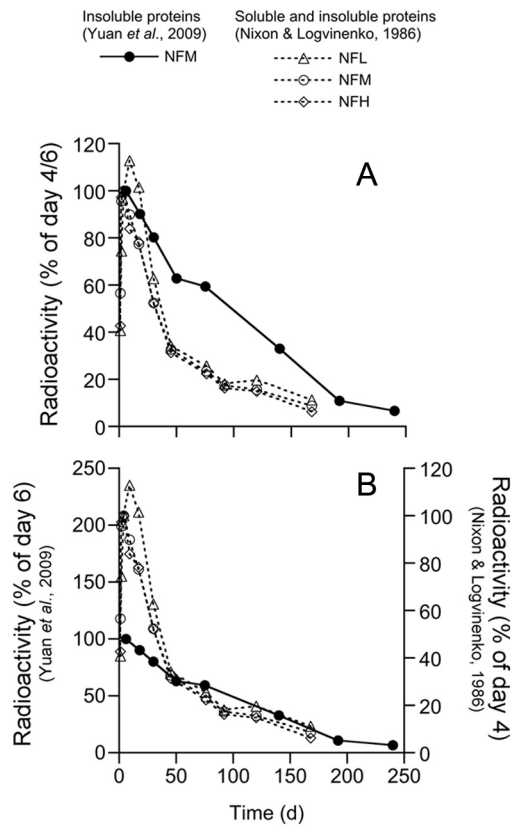 Insoluble proteins
(Yuan et al., 2009)
NFM
Soluble and insoluble proteins
(Nixon & Logvinenko, 1986)
NFL
NFM
NFH
A
Radioactivity (% of day 4/6)
120
100
80
60
40
20
0
B
Radioactivity (% of day 6)
(Yuan et al., 2009)
250
200
150
100
50
0
120
100
80
60
40
20
0
Radioactivity (% of day 4)
(Nixon & Logvinenko, 1986)
0 50 100 150 200 250
Time (d)